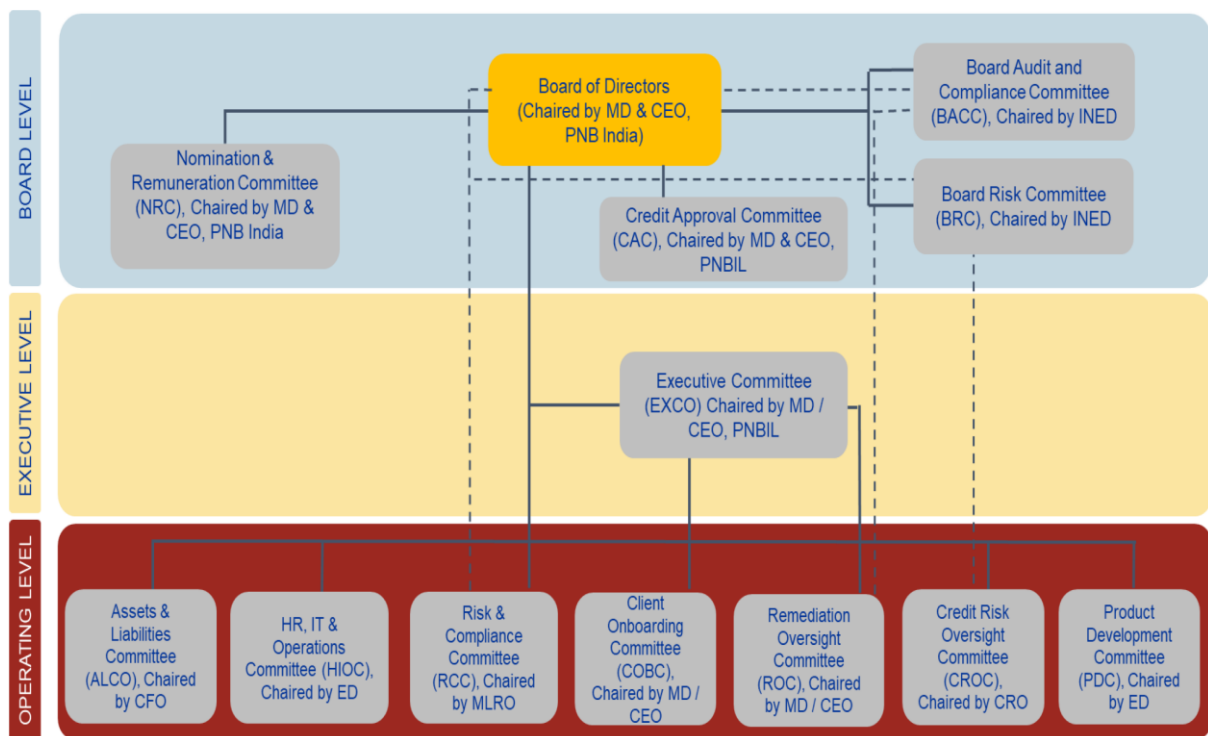 BOARD LEVEL
Board of Directors
(Chaired by MD & CEO,
PNB India)
Board Audit and
Compliance Committee
(BACC), Chaired by INED
Nomination &
Remuneration Committee
(NRC), Chaired by MD &
CEO, PNB India
Credit Approval Committee
(CAC), Chaired by MD & CEO,
PNBIL
Board Risk Committee
(BRC), Chaired by INED
EXECUTIVE LEVEL
Executive Committee
(EXCO) Chaired by MD /
CEO, PNBIL
OPERATING LEVEL
Assets &
Liabilities
Committee
(ALCO), Chaired
by CFO
HR, IT &
Operations
Committee (HIOC),
Chaired by ED
Risk &
Compliance
Committee
(RCC), Chaired
by MLRO
Client
Onboarding
Committee
(COBC),
Chaired by MD /
CEO
Remediation
Oversight
Committee
(ROC), Chaired
by MD / CEO
Credit Risk
Oversight
Committee
(CROC),
Chaired by CRO
Product
Development
Committee
(PDC), Chaired
by ED